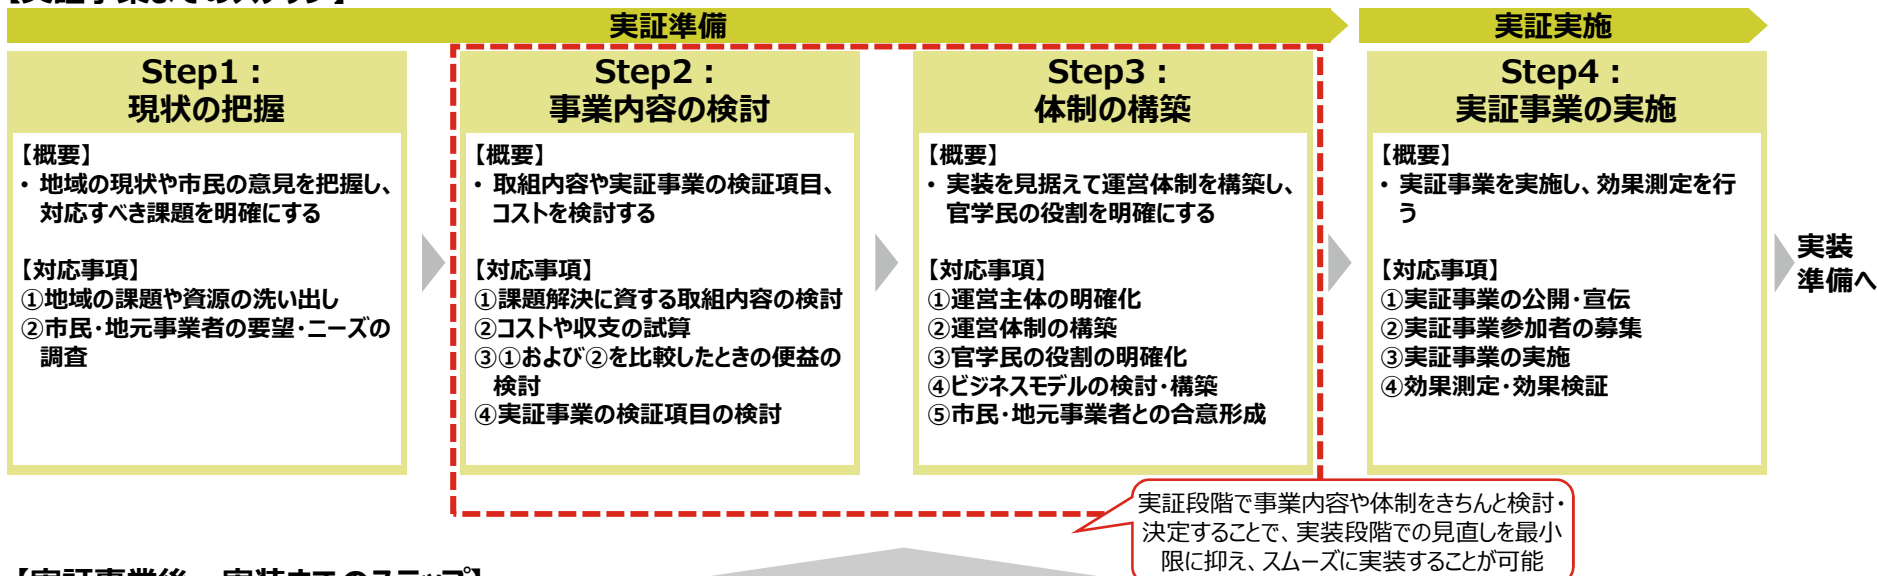 実証準備
実証実施
Step1：
現状の把握
【概要】
• 地域の現状や市民の意見を把握し、
対応すべき課題を明確にする
【対応事項】
①地域の課題や資源の洗い出し
②市民・地元事業者の要望・ニーズの
調査
Step2：
事業内容の検討
【概要】
• 取組内容や実証事業の検証項目、
コストを検討する
【対応事項】
①課題解決に資する取組内容の検討
②コストや収支の試算
③①および②を比較したときの便益の
検討
④実証事業の検証項目の検討
Step3：
体制の構築
【概要】
• 実装を見据えて運営体制を構築し、
官学民の役割を明確にする
【対応事項】
①運営主体の明確化
②運営体制の構築
③官学民の役割の明確化
④ビジネスモデルの検討・構築
⑤市民・地元事業者との合意形成
Step4：
実証事業の実施
【概要】
• 実証事業を実施し、効果測定を行
う
【対応事項】
①実証事業の公開・宣伝
②実証事業参加者の募集
③実証事業の実施
④効果測定・効果検証
実装
準備へ
実証段階で事業内容や体制をきちんと検討・
決定することで、実装段階での見直しを最小
限に抑え、スムーズに実装することが可能